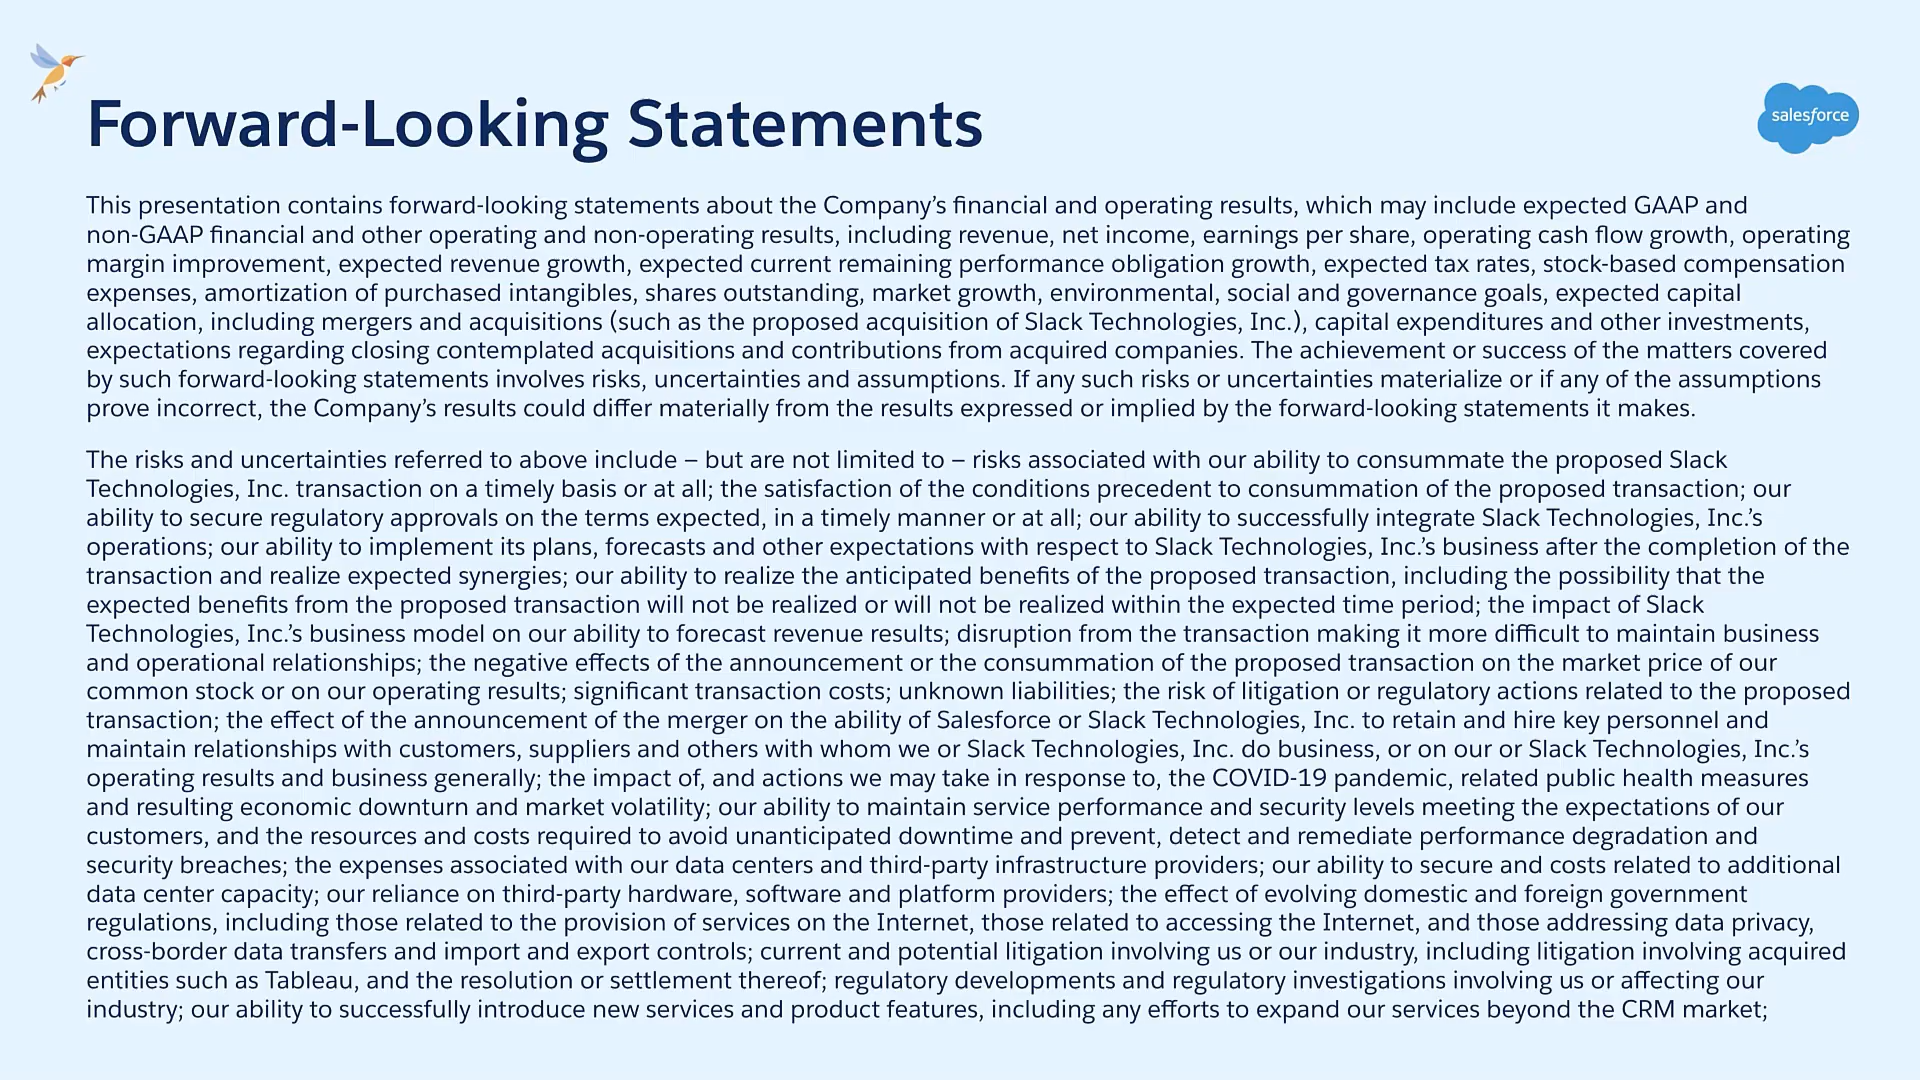 Forward-Looking Statements
salesforce
This presentation contains forward-looking statements about the Company’s financial and operating results, which may include expected GAAP and
non-GAAP financial and other operating and non-operating results, including revenue, net income, earnings per share, operating cash flow growth, operating
margin improvement, expected revenue growth, expected current remaining performance obligation growth, expected tax rates, stock-based compensation
expenses, amortization of purchased intangibles, shares outstanding, market growth, environmental, social and governance goals, expected capital
allocation, including mergers and acquisitions (such as the proposed acquisition of Slack Technologies, Inc.), capital expenditures and other investments,
expectations regarding closing contemplated acquisitions and contributions from acquired companies. The achievement or success of the matters covered
by such forward-looking statements involves risks, uncertainties and assumptions. If any such risks or uncertainties materialize or if any of the assumptions
prove incorrect, the Company’s results could differ materially from the results expressed or implied by the forward-looking statements it makes.
The risks and uncertainties referred to above include – but are not limited to – risks associated with our ability to consummate the proposed Slack
Technologies, Inc. transaction on a timely basis or at all; the satisfaction of the conditions precedent to consummation of the proposed transaction; our
ability to secure regulatory approvals on the terms expected, in a timely manner or at all; our ability to successfully integrate Slack Technologies, Inc.’s
operations; our ability to implement its plans, forecasts and other expectations with respect to Slack Technologies, Inc.’s business after the completion of the
transaction and realize expected synergies; our ability to realize the anticipated benefits of the proposed transaction, including the possibility that the
expected benefits from the proposed transaction will not be realized or will not be realized within the expected time period; the impact of Slack
Technologies, Inc.’s business model on our ability to forecast revenue results; disruption from the transaction making it more difficult to maintain business
and operational relationships; the negative effects of the announcement or the consummation of the proposed transaction on the market price of our
common stock or on our operating results; significant transaction costs; unknown liabilities; the risk of litigation or regulatory actions related to the proposed
transaction; the effect of the announcement of the merger on the ability of Salesforce or Slack Technologies, Inc. to retain and hire key personnel and
maintain relationships with customers, suppliers and others with whom we or Slack Technologies, Inc. do business, or on our or Slack Technologies, Inc.’s
operating results and business generally; the impact of, and actions we may take in response to, the COVID-19 pandemic, related public health measures
and resulting economic downturn and market volatility; our ability to maintain service performance and security levels meeting the expectations of our
customers, and the resources and costs required to avoid unanticipated downtime and prevent, detect and remediate performance degradation and
security breaches; the expenses associated with our data centers and third-party infrastructure providers; our ability to secure and costs related to additional
data center capacity; our reliance on third-party hardware, software and platform providers; the effect of evolving domestic and foreign government
regulations, including those related to the provision of services on the Internet, those related to accessing the Internet, and those addressing data privacy,
cross-border data transfers and import and export controls; current and potential litigation involving us or our industry, including litigation involving acquired
entities such as Tableau, and the resolution or settlement thereof; regulatory developments and regulatory investigations involving us or affecting our
industry; our ability to successfully introduce new services and product features, including any efforts to expand our services beyond the CRM market;